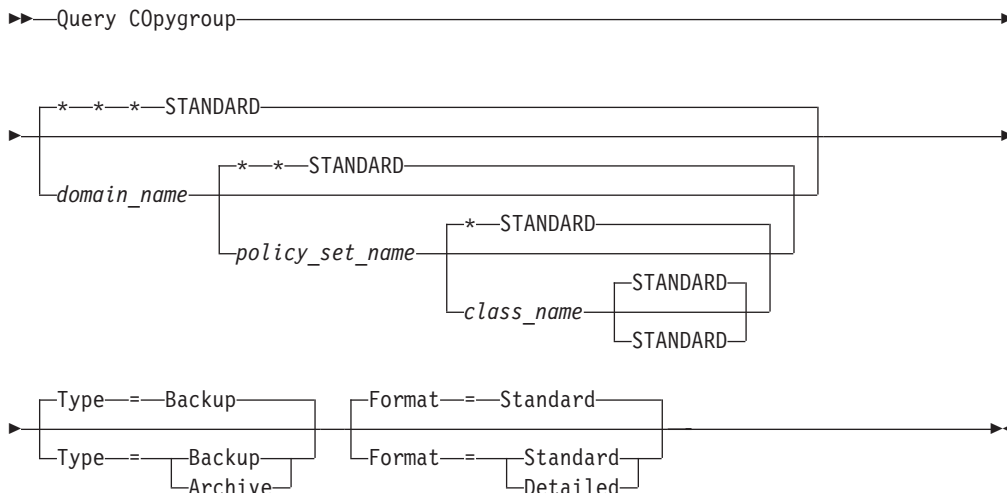 Query COpygroup
* * * STANDARD
* * STANDARD
domain_name
* STANDARD
policy_set_name
STANDARD
class_name
STANDARD
Type = Backup Format = Standard
Type = Backup Format = Standard
Archive Detailed